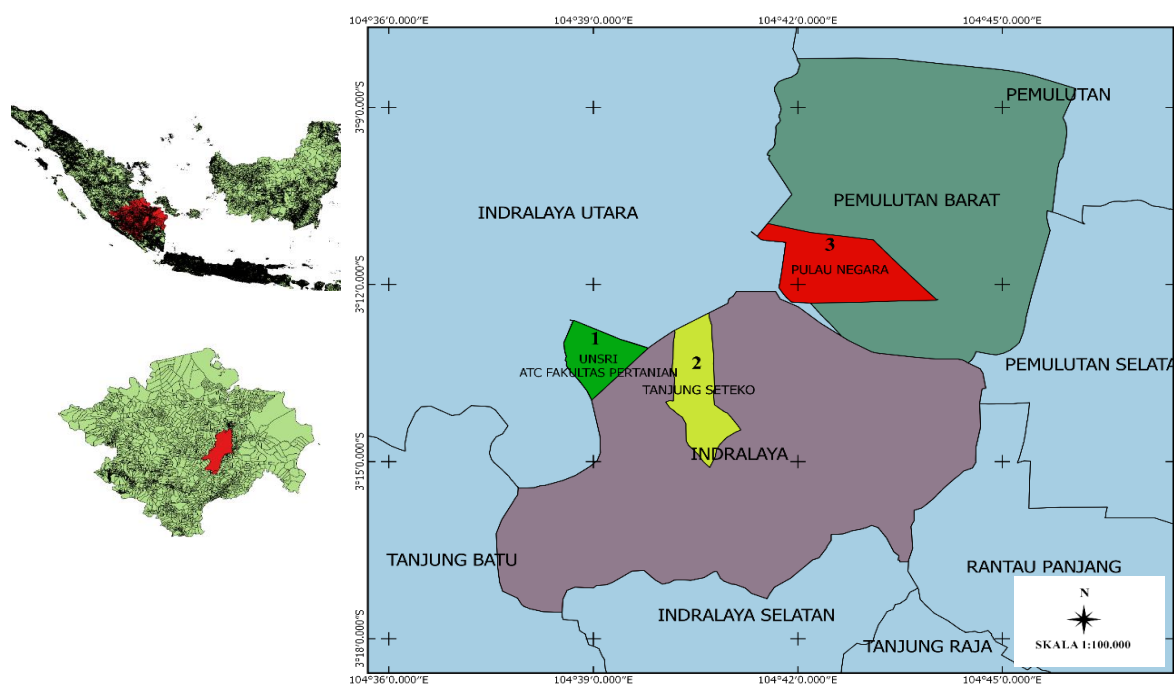 104°36'0.000"E 104°39'0.000"E 104°42'0.000"E 104°45'0.000"E
3°9'0.000"S
3°12'0.000"S
3°15'0.000"S
3°18'0.000"S
PEMULUTAN
PEMULUTAN BARAT
INDRALAYA UTARA
3
PULAU NEGARA
1
UNSRI
ATC FAKULTAS PERTANIAN
2
TANJUNG SETEKO
PEMULUTAN SELATA
INDRALAYA
TANJUNG BATU
RANTAU PANJANG
INDRALAYA SELATAN
TANJUNG RAJA
N
SKALA 1:100.000
104°36'0.000"E 104°39'0.000"E 104°42'0.000"E 104°45'0.000"E